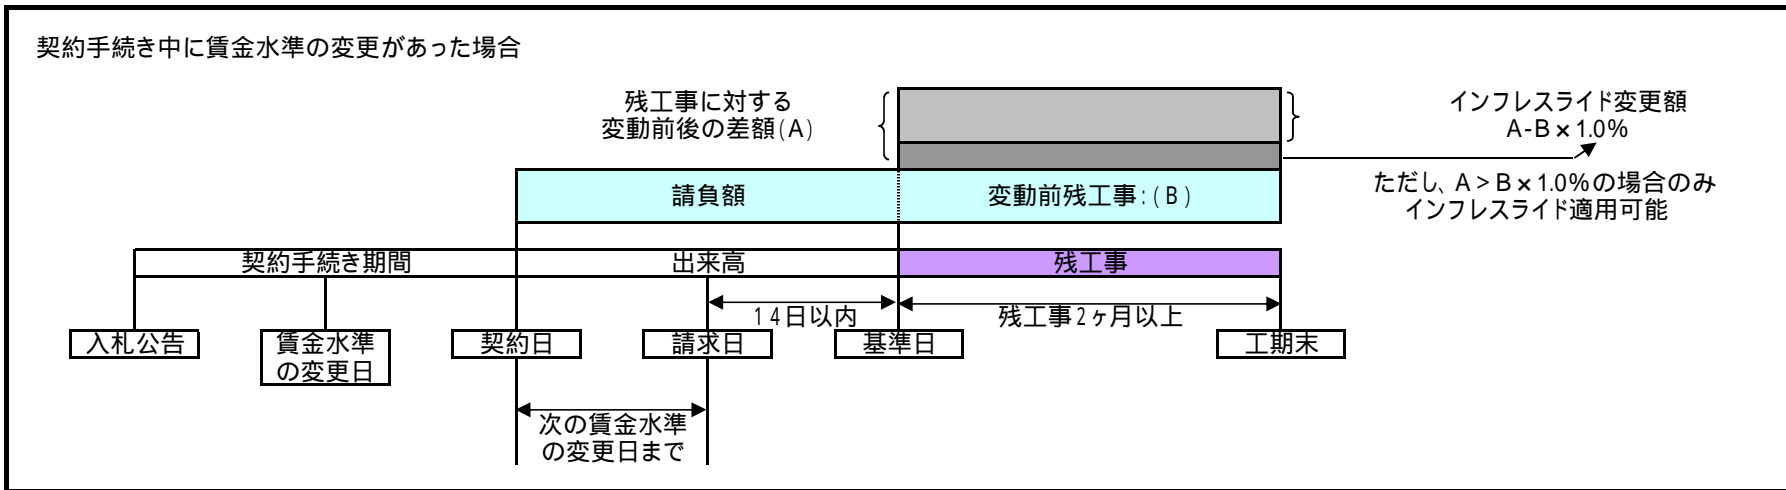 契約手続き中に賃金水準の変更があった場合
残工事に対する
変動前後の差額(A)
インフレスライド変更額
A-B×1.0%
ただし、A>B×1.0%の場合のみ
インフレスライド適用可能
請負額
変動前残工事:(B)
契約手続き期間
出来高
残工事
14日以内
残工事2ヶ月以上
入札公告
賃金水準
の変更日
契約日
請求日
基準日
工期末
次の賃金水準
の変更日まで